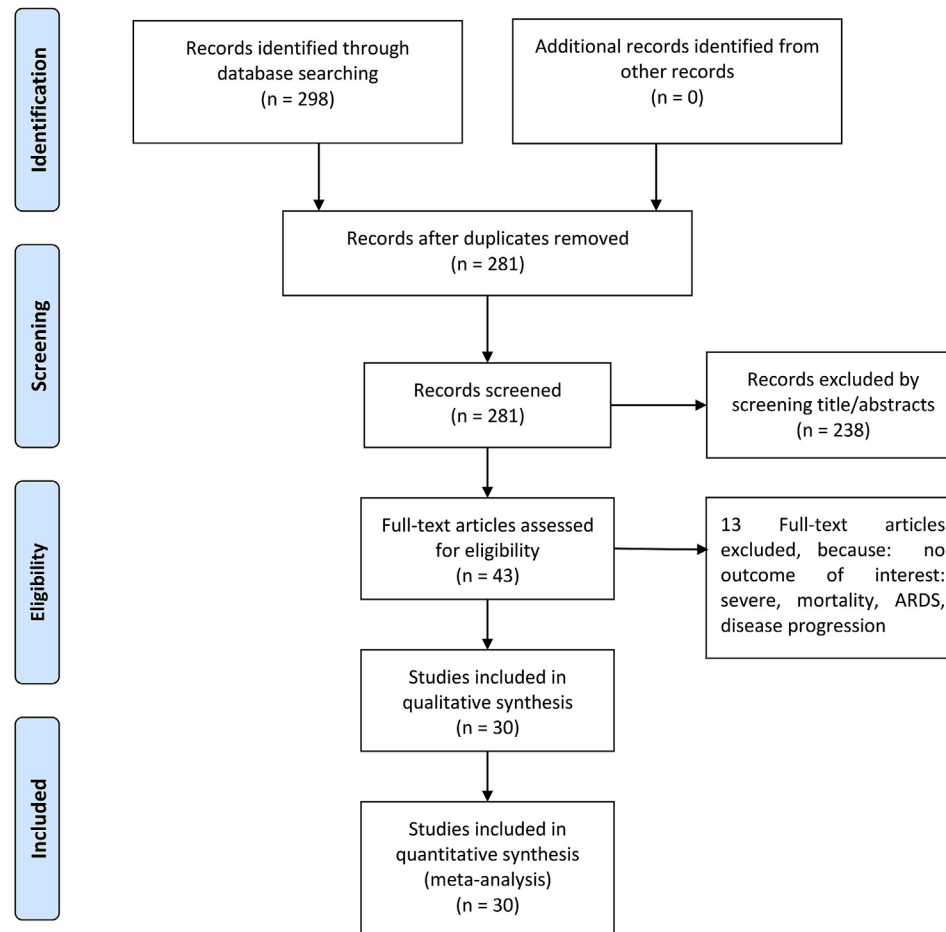 Identification
Records identified through
database searching
(n = 298)
Additional records identified from
other records
(n = 0)
Records after duplicates removed
(n = 281)
Screening
Records screened
(n = 281)
Records excluded by
screening title/abstracts
(n = 238)
Eligibility
Full-text articles assessed
for eligibility
(n = 43)
13 Full-text articles
excluded, because: no
outcome of interest:
severe, mortality, ARDS,
disease progression
Studies included in
qualitative synthesis
(n = 30)
Included
Studies included in
quantitative synthesis
(meta-analysis)
(n = 30)